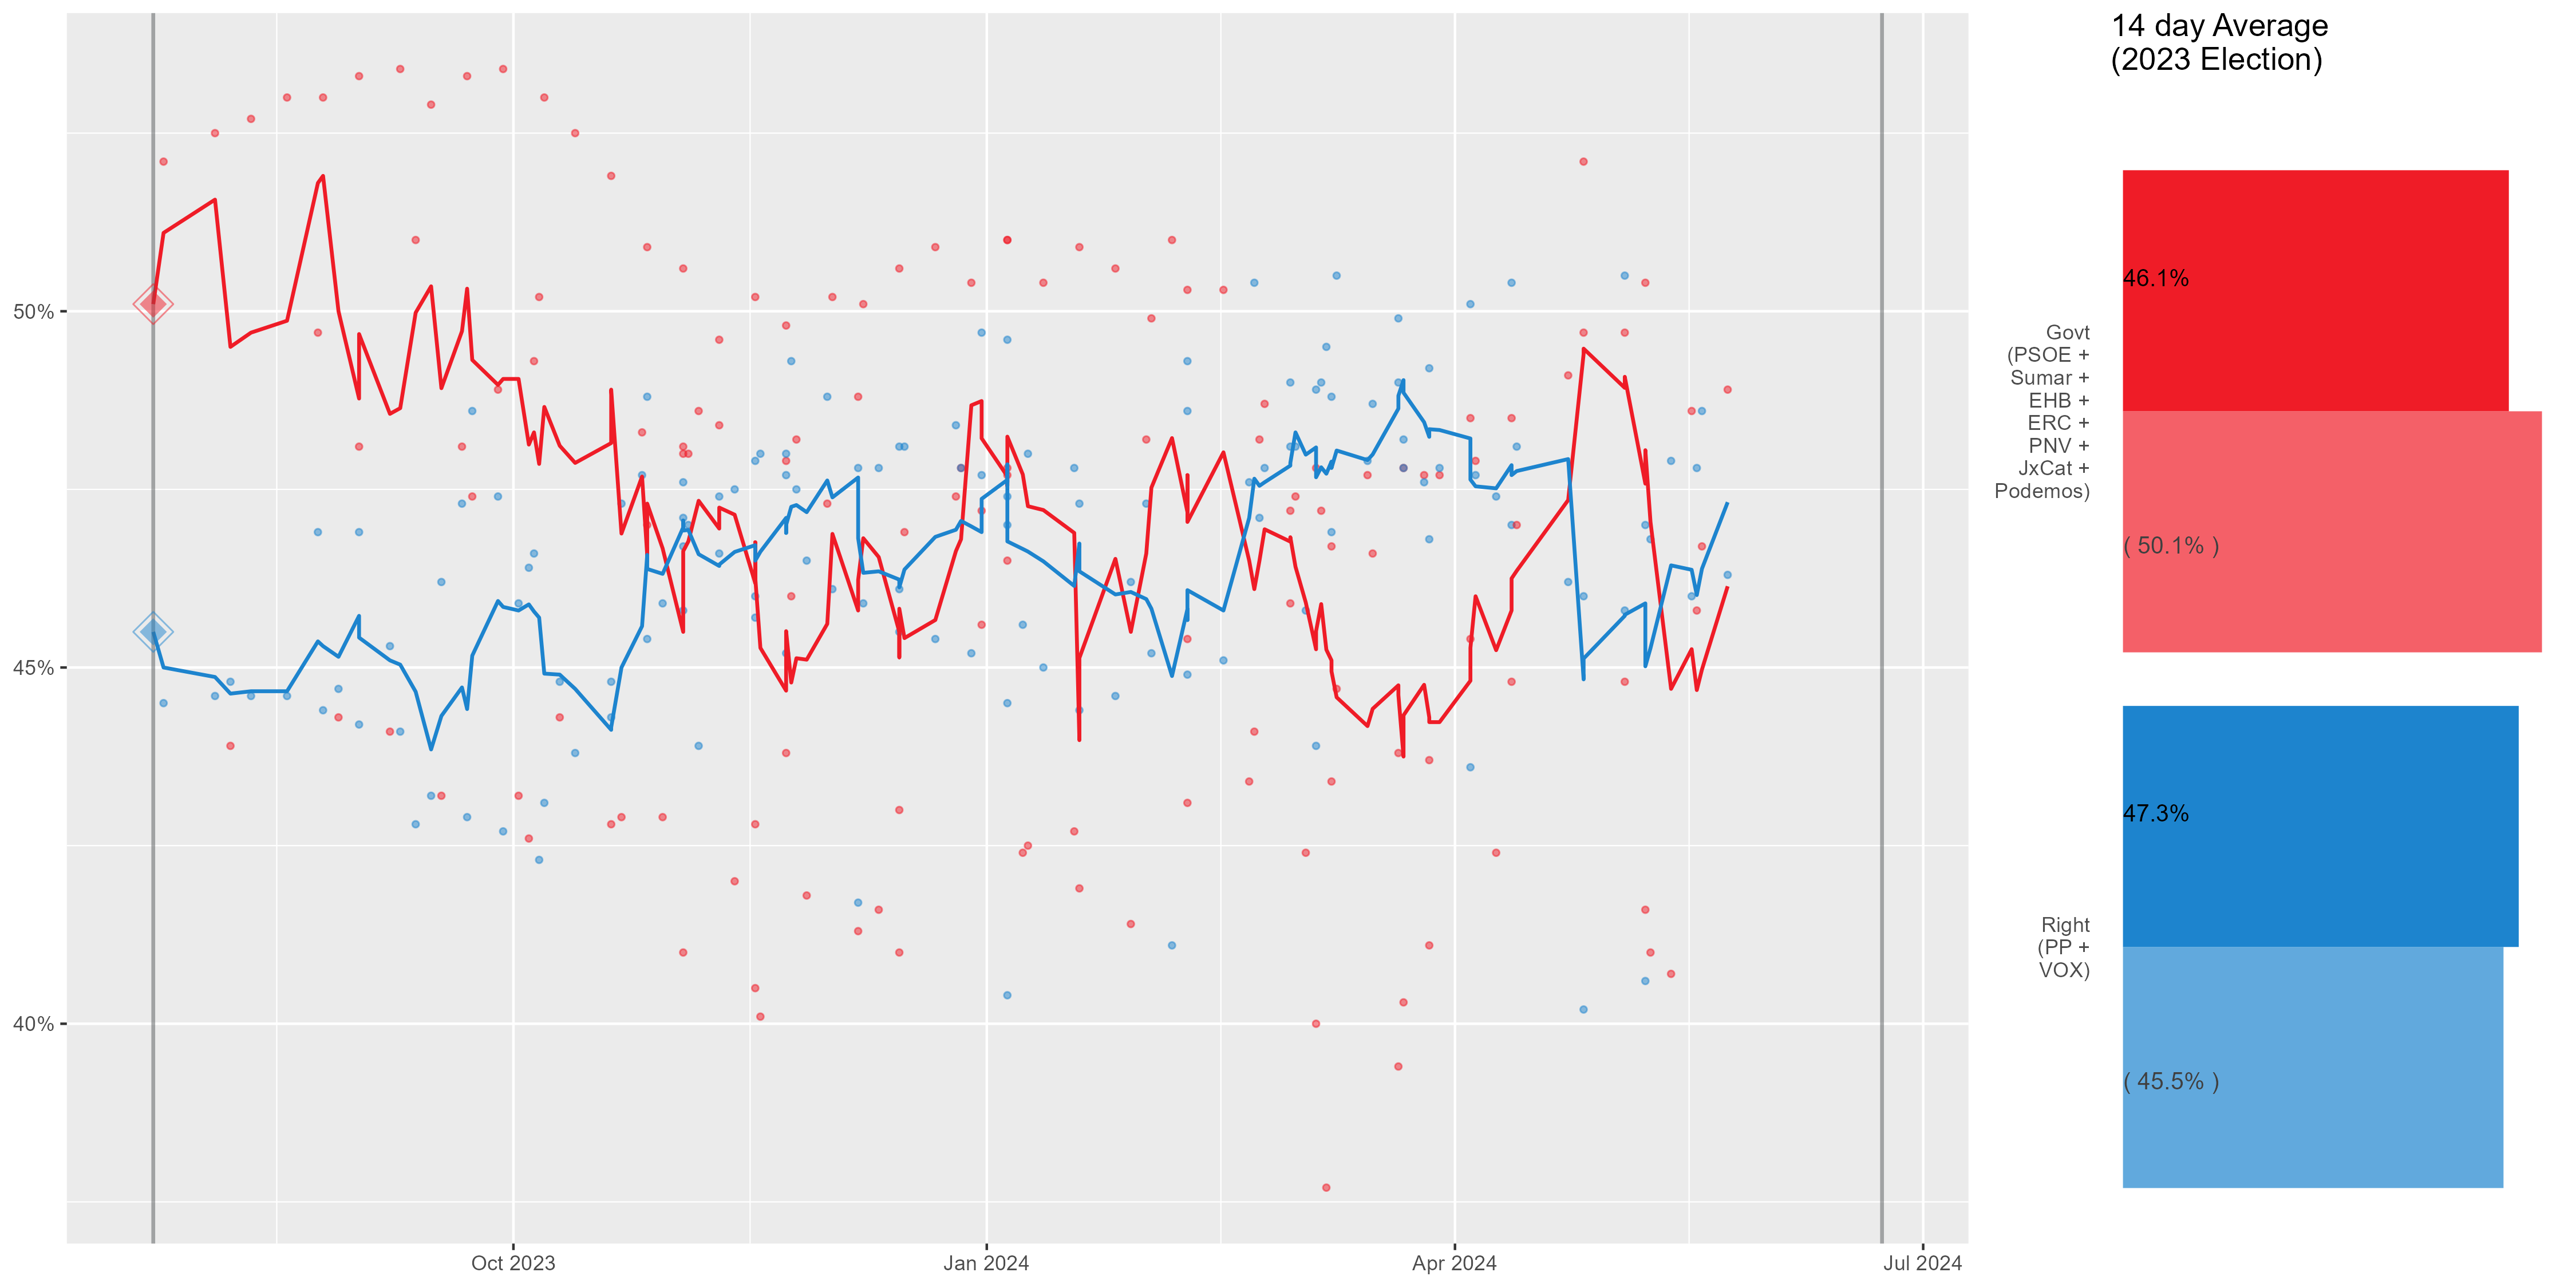 14 day Average
(2023 Election)
50%
45%
40%
Oct 2023
Jan 2024
Apr 2024
Jul 2024
Govt
(PSOE +
Sumar +
EHB +
ERC +
PNV +
JxCat +
Podemos)
46.1%
( 50.1% )
Right
(PP +
VOX)
47.3%
( 45.5% )